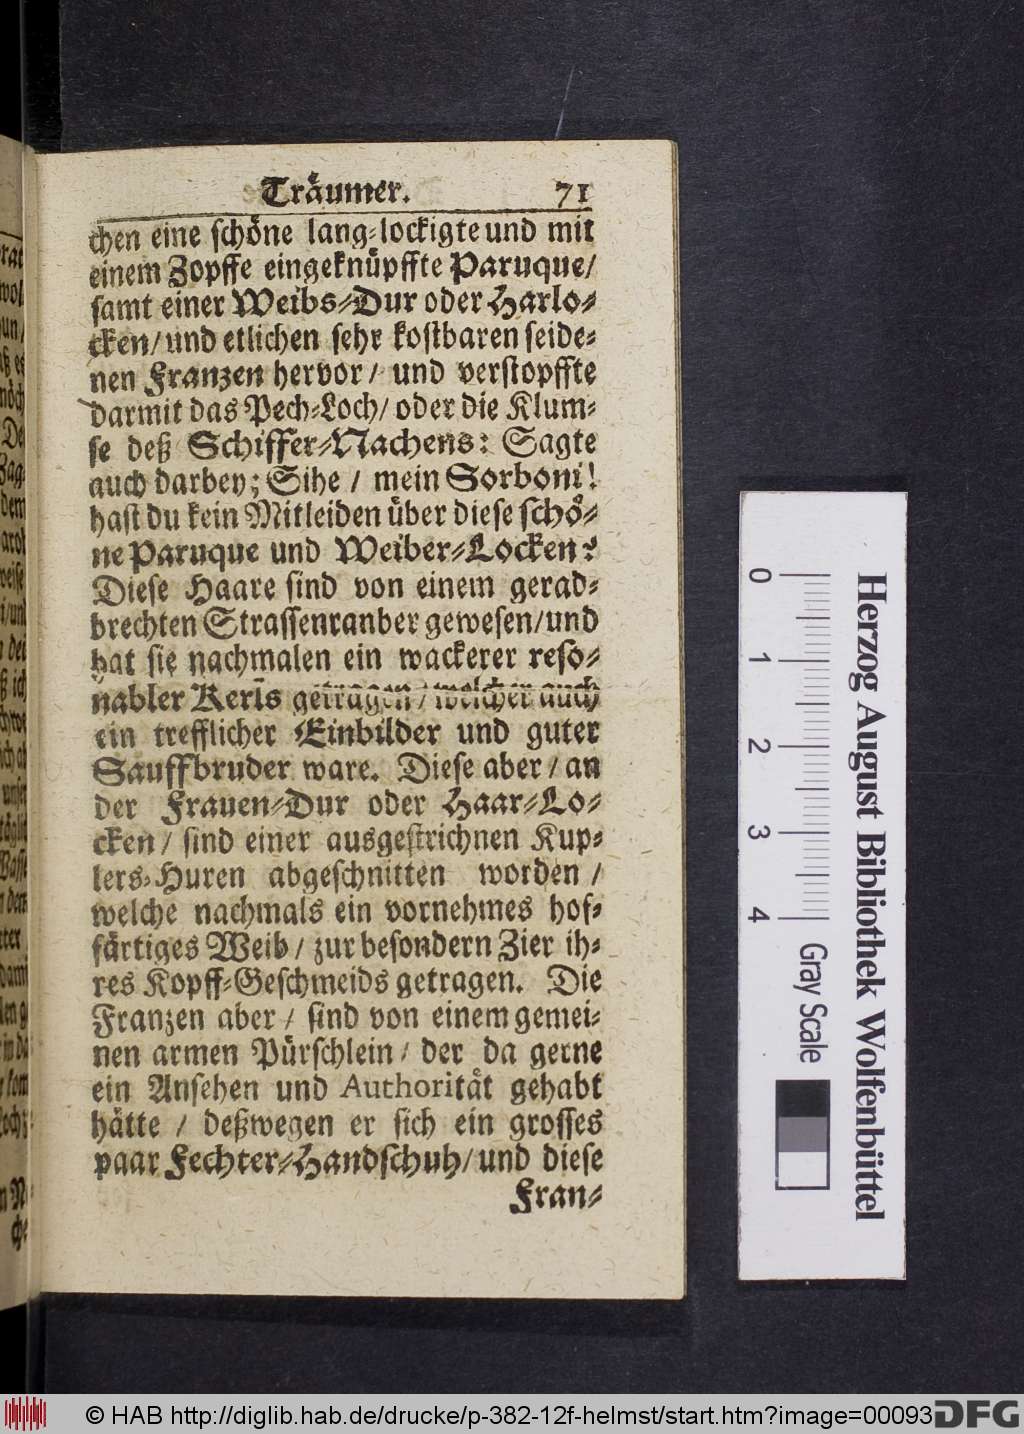 Träumer. 71
chen eine schöne lang-lockigte und mit
einem Zopffe eingeknüpffte Paruque/
samt einer Weibs-Dur oder Harlo-
cken/ und etlichen sehr kostbaren seide-
nen Franzen hervor/ und verstopffte
darmit das Pech-Loch/ oder die Klum-
se deß Schiffer-Nachens: Sagte
auch darbey; Sihe / mein Sorboni!
hast du kein Mitleiden über diese schö-
ne Paruque und Weiber-Locken?
Diese Haare sind von einem gerad-
brechten Strassenranber gewesen/und
hat sie nachmalen ein wackerer reso-
nabler Kerls getragen / welcher auch
ein trefflicher Einbilder und guter
Sauffbruder ware. Diese aber / an
der Frauen-Dur oder Haar-Lo-
cken / sind einer ausgestrichnen Kup-
lers-Huren abgeschnitten worden /
welche nachmals ein vornehmes hof-
färtiges Weib / zur besondern Zier ih-
res Kopff-Geschmeids getragen. Die
Franzen aber / sind von einem gemei-
nen armen Pürschlein / der da gerne
ein Ansehen und Authorität gehabt
hätte / deßwegen er sich ein grosses
paar Fechter-Handschuh/ und diese
Fran-
0 1 2 3 4 Gray Scale
Herzog August Bibliothek Wolfenbüttel
© HAB http://diglib.hab.de/drucke/p-382-12f-helmst/start.htm?image=00093
DFG